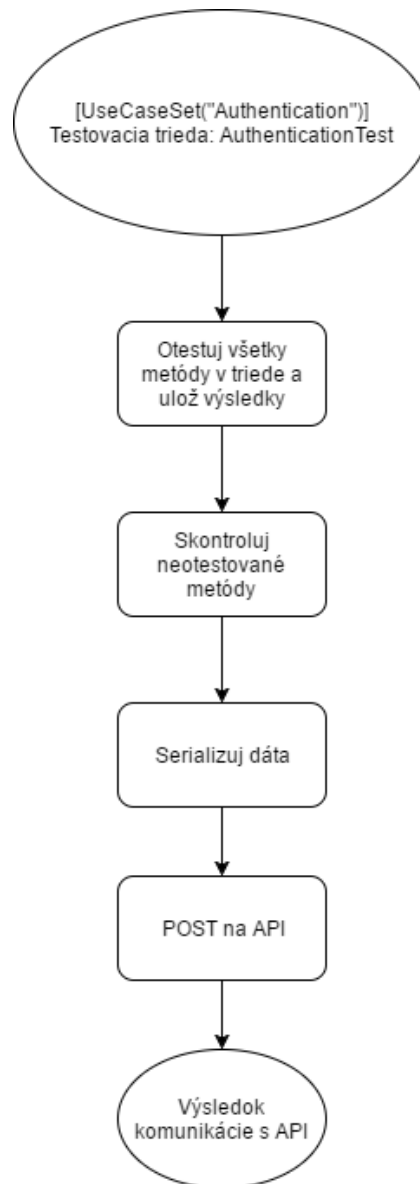 [UseCaseSet("Authentication")]
Testovacia trieda: AuthenticationTest
Otestuj všetky
metódy v triede a
ulož výsledky
Skontroluj
neotestované
metódy
Serializuj dáta
POST na API
Výsledok
komunikácie s API